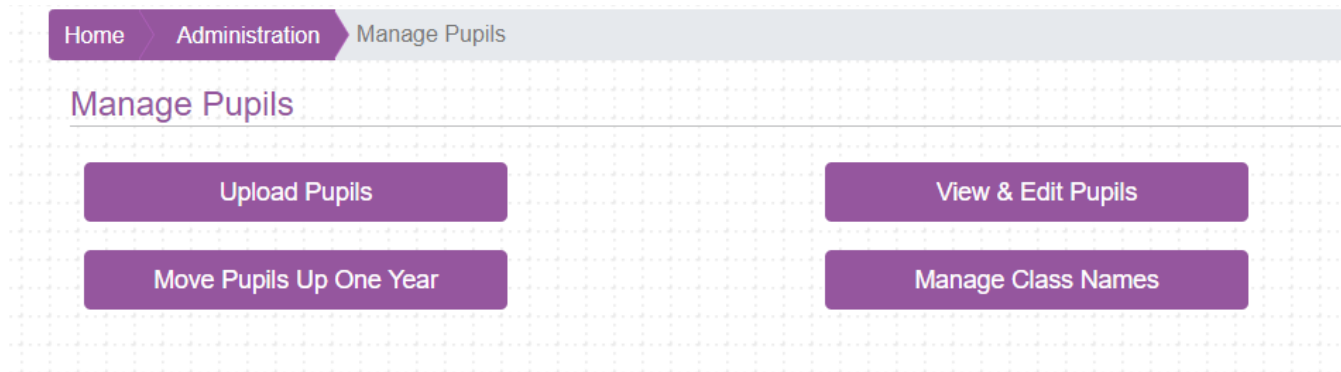 Home Administration Manage Pupils
Manage Pupils
Upload Pupils View & Edit Pupils
Move Pupils Up One Year Manage Class Names